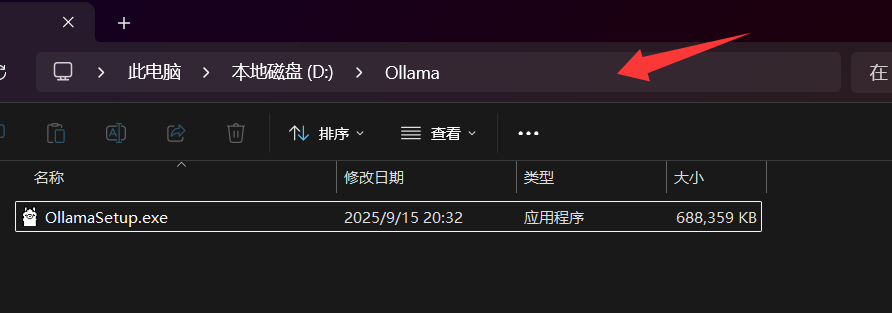 此电脑 本地磁盘 (D:) Ollama 在
排序 查看
名称 修改日期 类型 大小
OllamaSetup.exe 2025/9/15 20:32 应用程序 688,359 KB